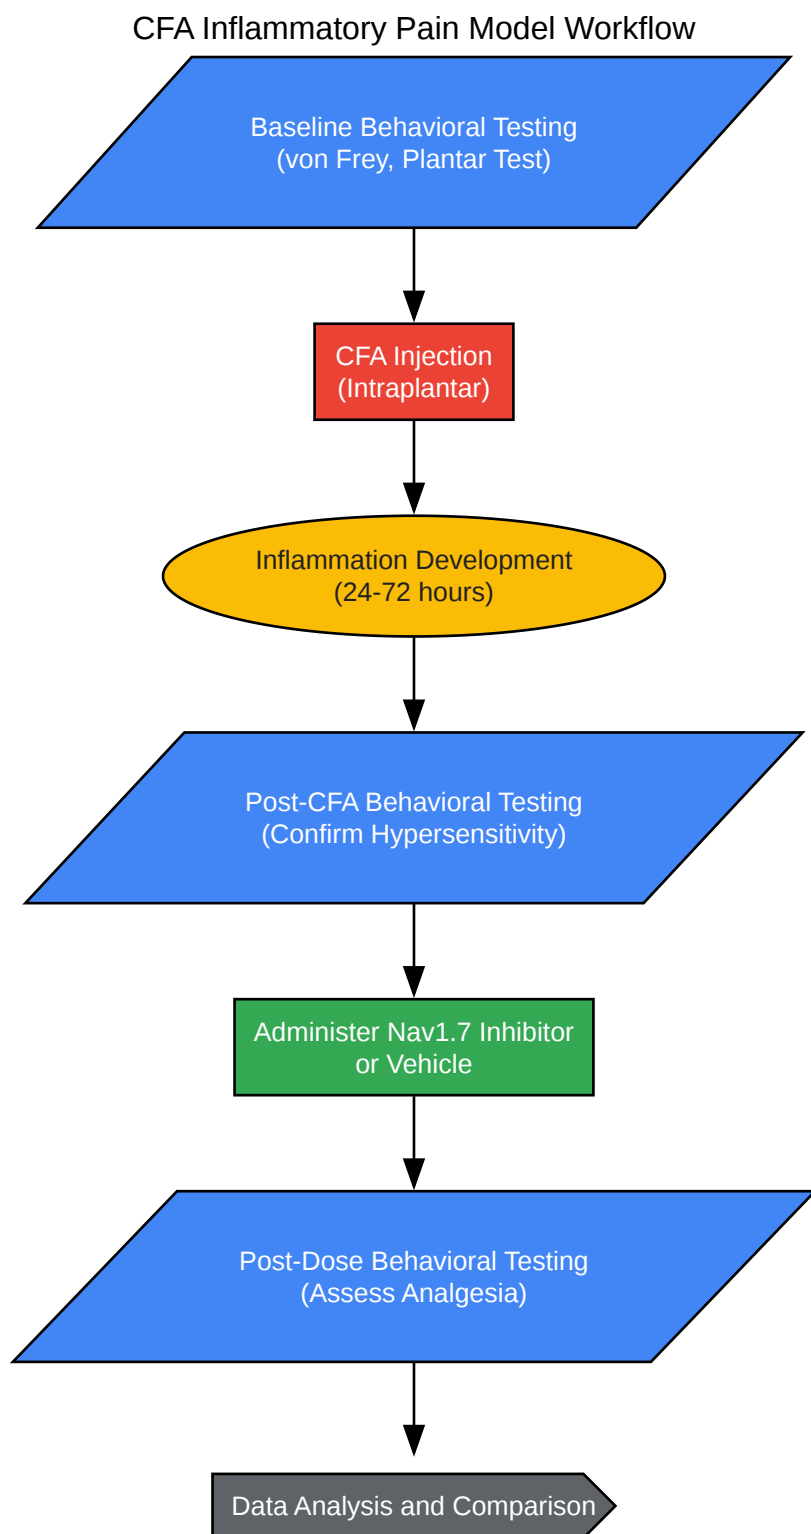 CFA Inflammatory Pain Model Workflow
Baseline Behavioral Testing
(von Frey, Plantar Test)
CFA Injection
(Intraplantar)
Inflammation Development
(24-72 hours)
Post-CFA Behavioral Testing
(Confirm Hypersensitivity)
Administer Nav1.7 Inhibitor
or Vehicle
Post-Dose Behavioral Testing
(Assess Analgesia)
Data Analysis and Comparison